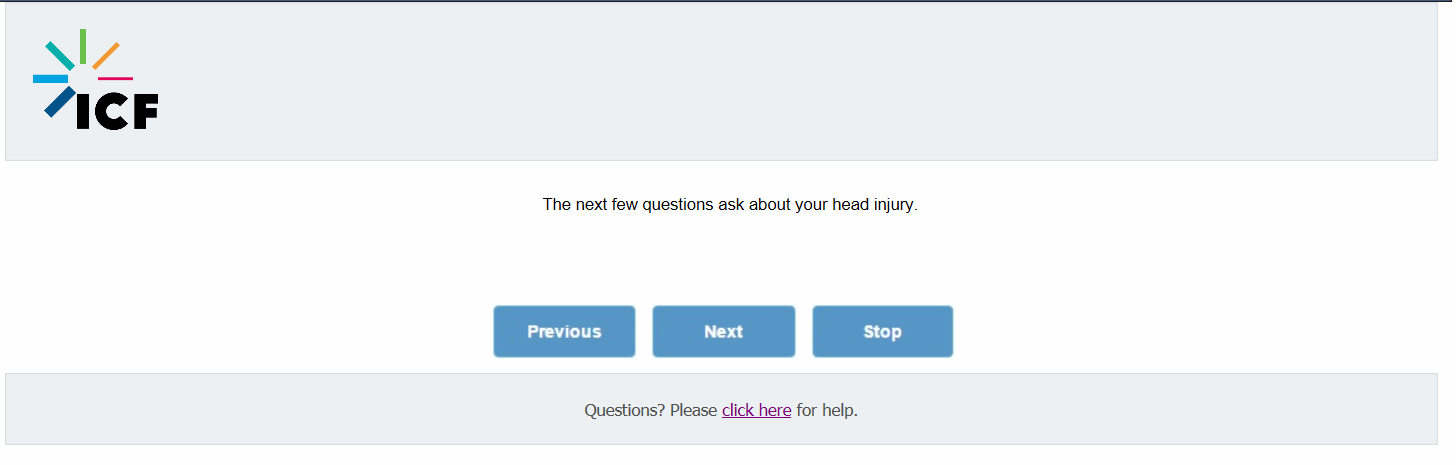 ICF
The next few questions ask about your head injury.
Previous
Next
Stop
Questions? Please click here for help.